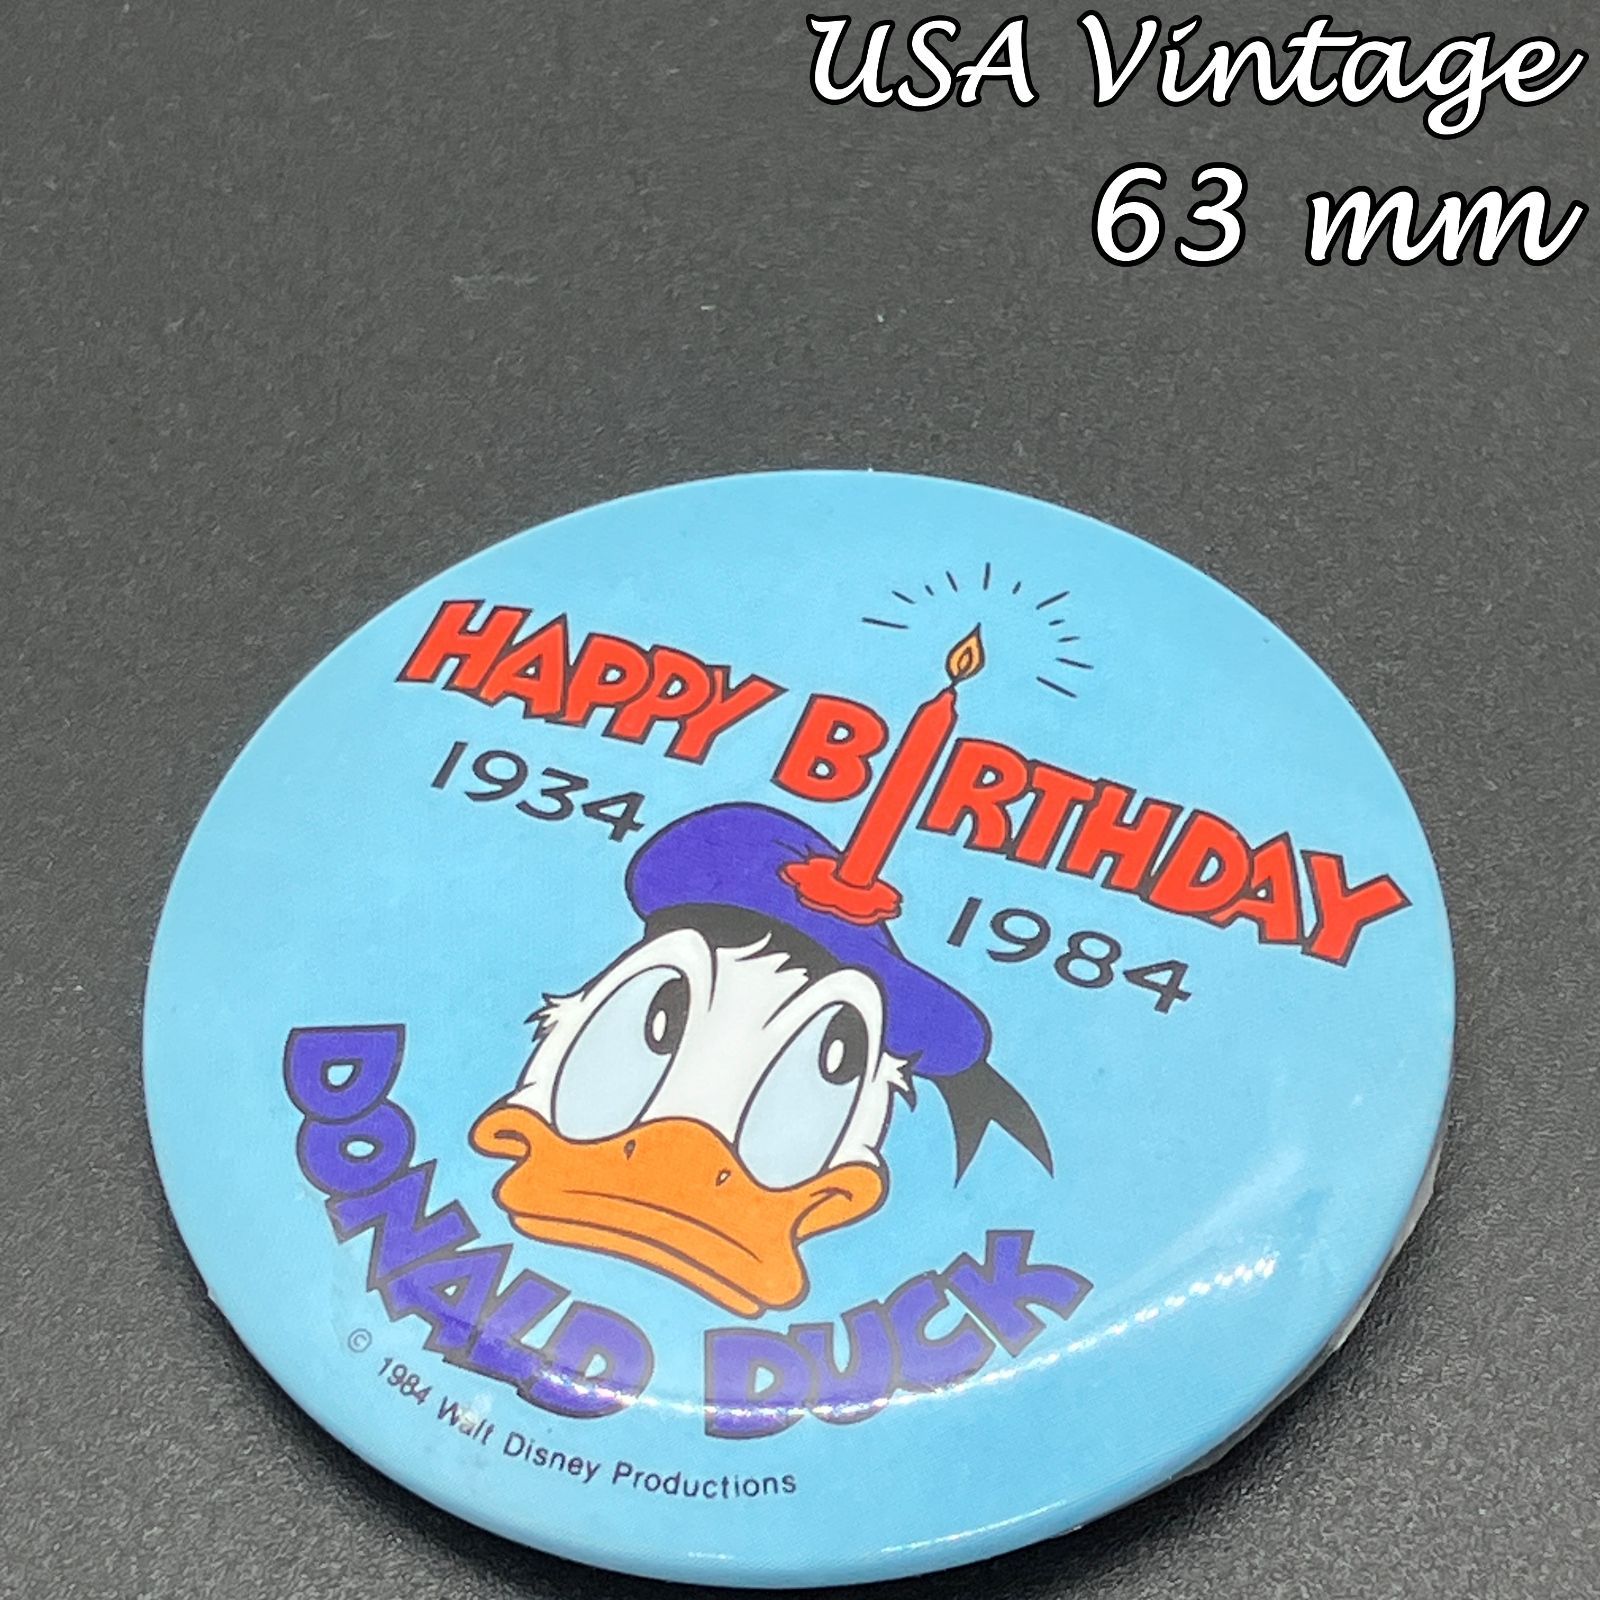 USA Vintage
63 mm
HAPPY BIRTHDAY
1934
1984
DONALD DUCK
© 1984 Walt Disney Productions